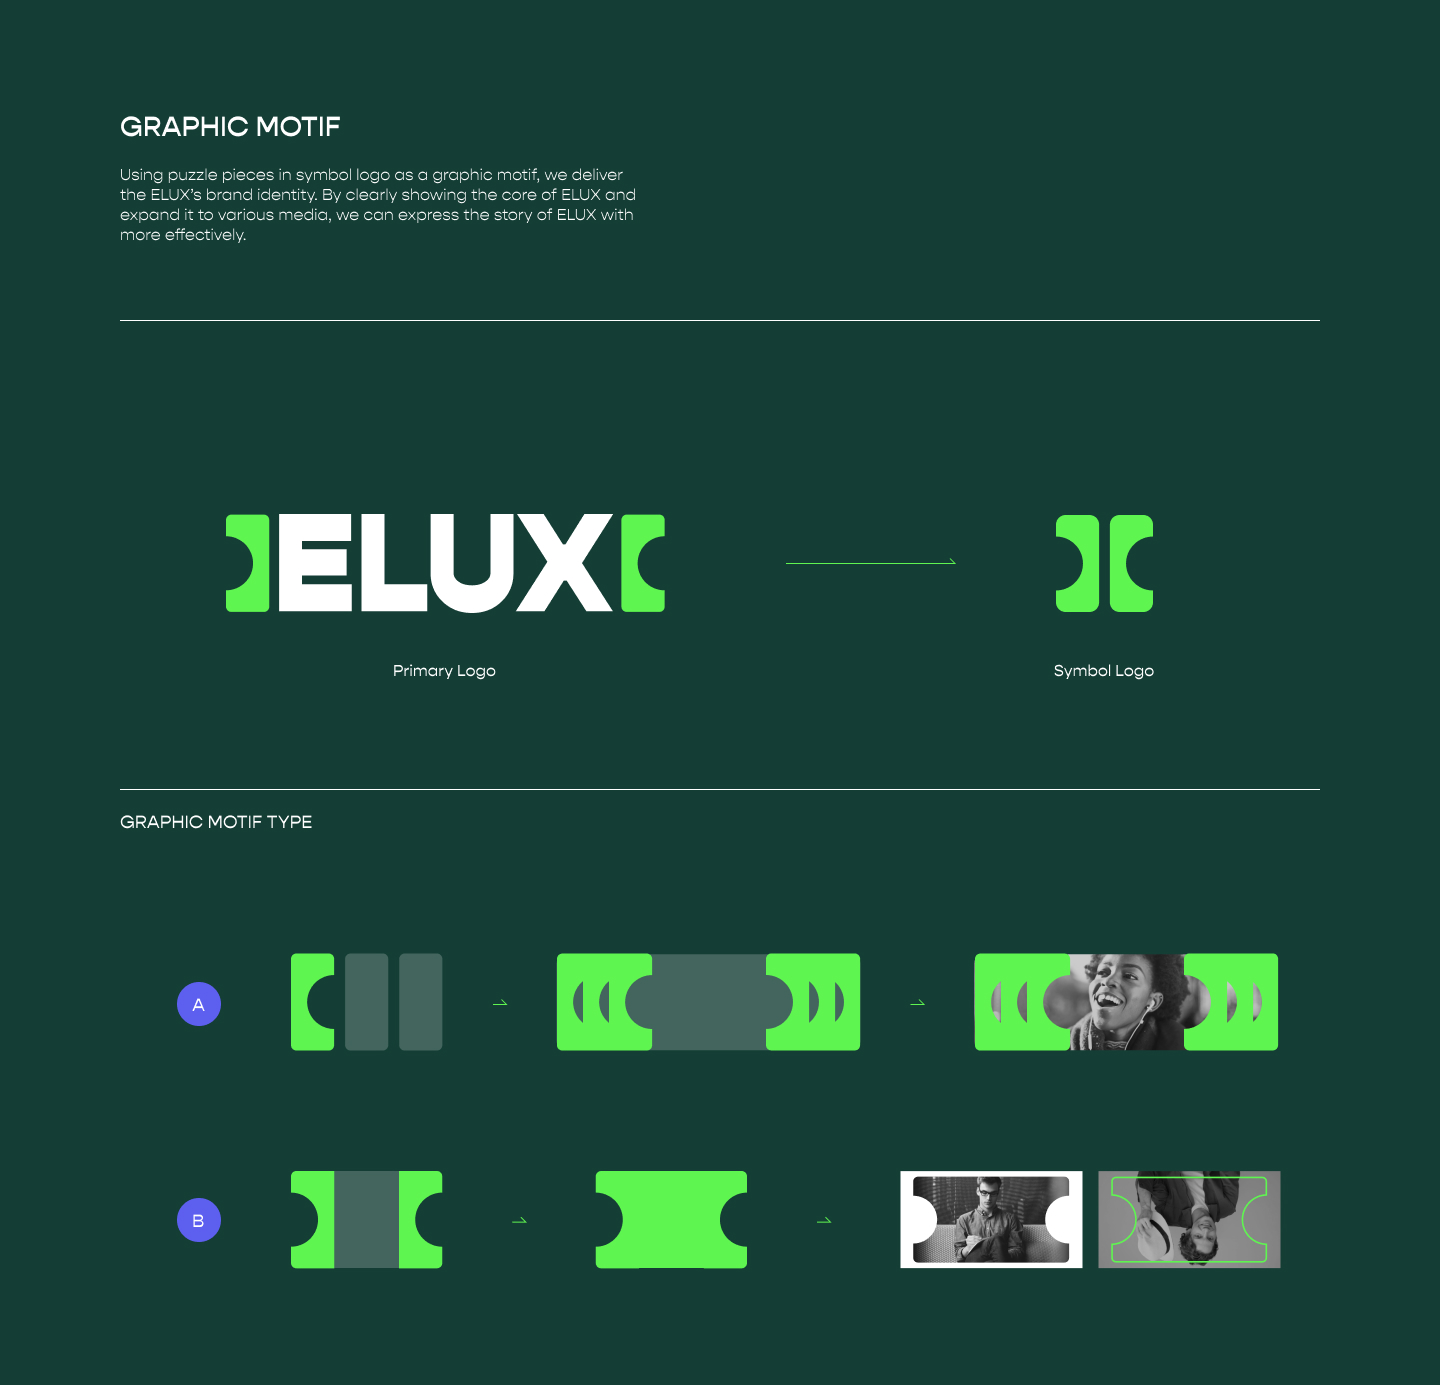 GRAPHIC MOTIF
Using puzzle pieces in symbol logo as a graphic motif, we deliver
the ELUX’s brand identity. By clearly showing the core of ELUX and
expand it to various media, we can express the story of ELUX with
more effectively.
ELUX
Primary Logo
Symbol Logo
GRAPHIC MOTIF TYPE
A
B